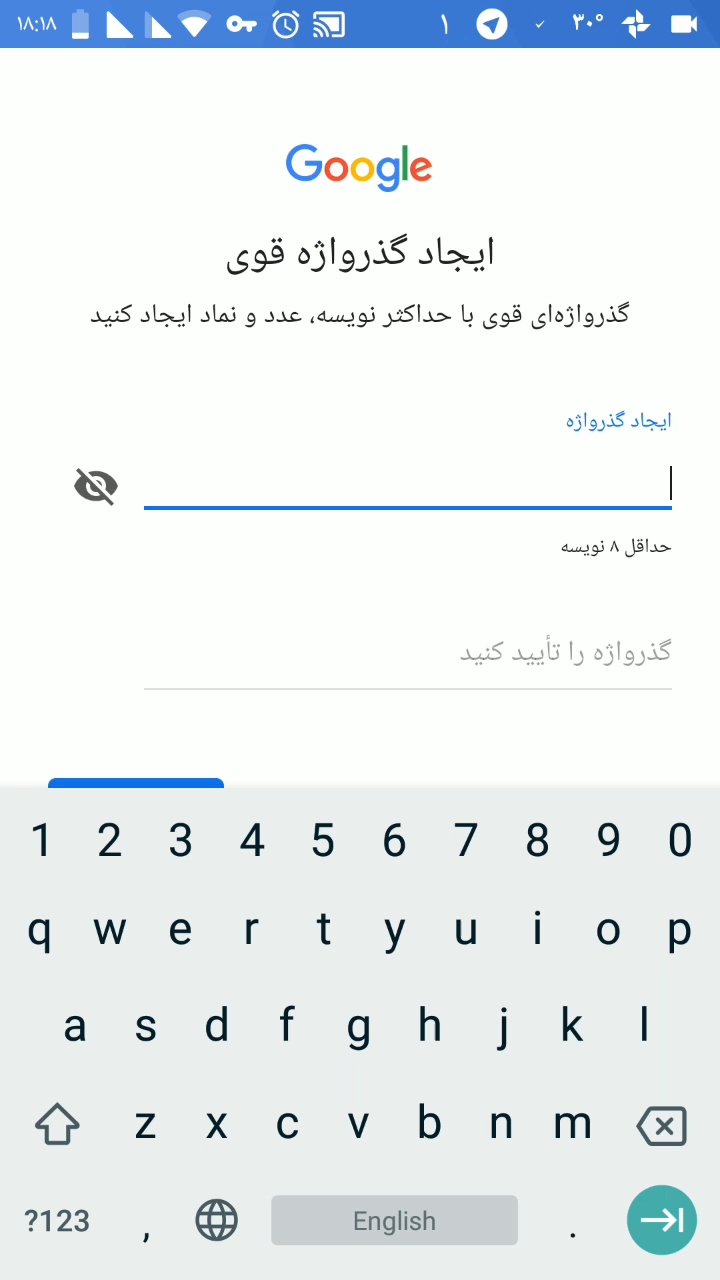 ۱۸:۱۸ ۱ ۳۰°
Google
ایجاد گذرواژه قوی
گذرواژه‌ای قوی با حداکثر نویسه، عدد و نماد ایجاد کنید
ایجاد گذرواژه
حداقل ۸ نویسه
گذرواژه را تأیید کنید
1 2 3 4 5 6 7 8 9 0
q w e r t y u i o p
a s d f g h j k l
z x c v b n m
?123 , English .